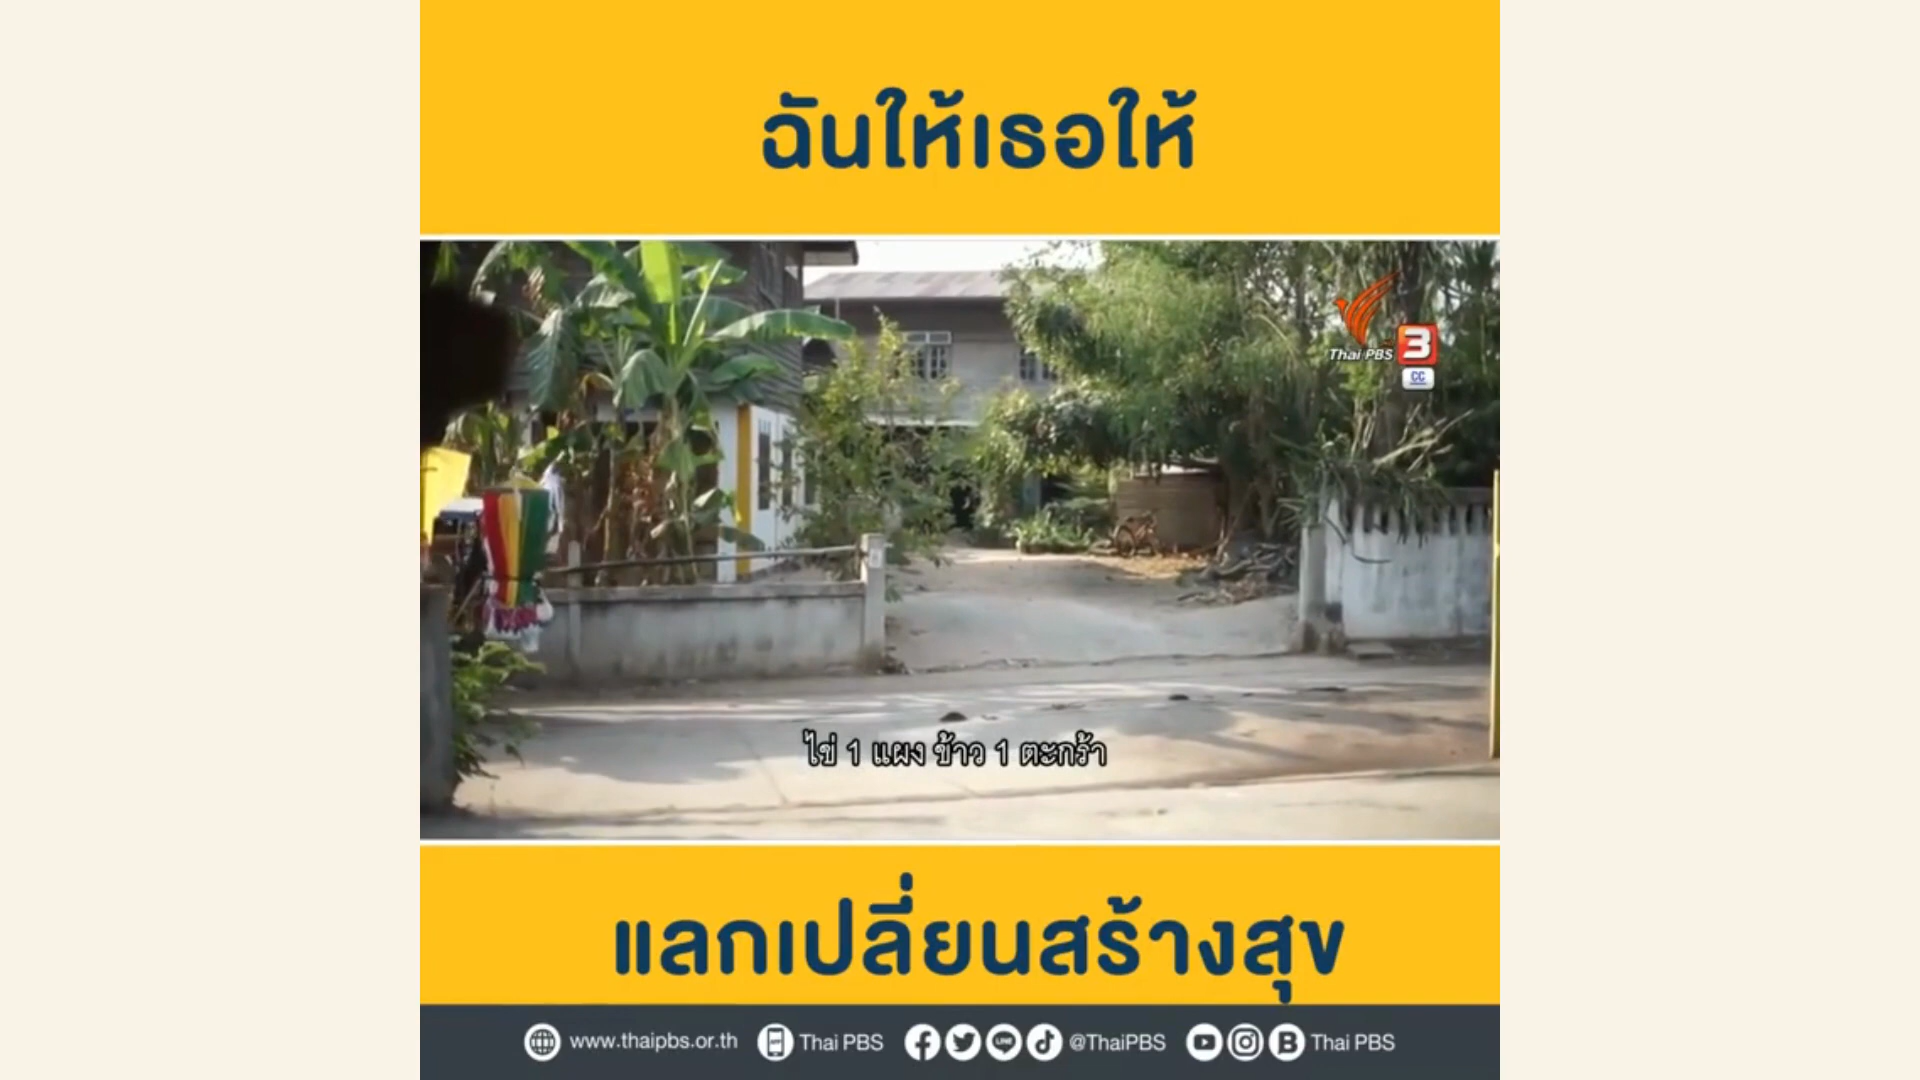 ฉันให้เธอให้
Thai PBS 3
CC
ไข่ 1 แผง ข้าว 1 ตะกร้า
แลกเปลี่ยนสร้างสุข
www.thaipbs.or.th Thai PBS @ThaiPBS Thai PBS